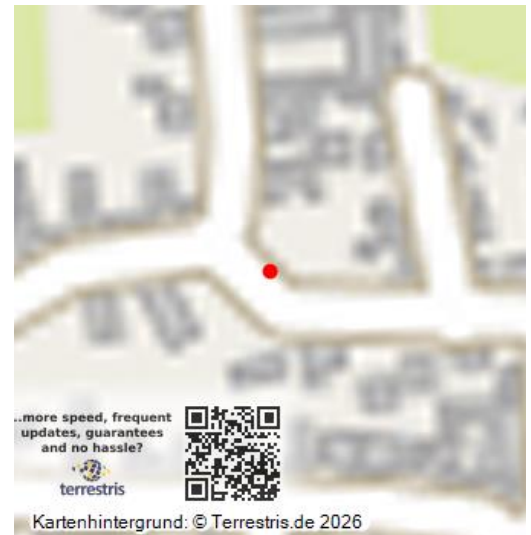 ..more speed, frequent
updates, guarantees
and no hassle?
terrestris
Kartenhintergrund: © Terrestris.de 2026